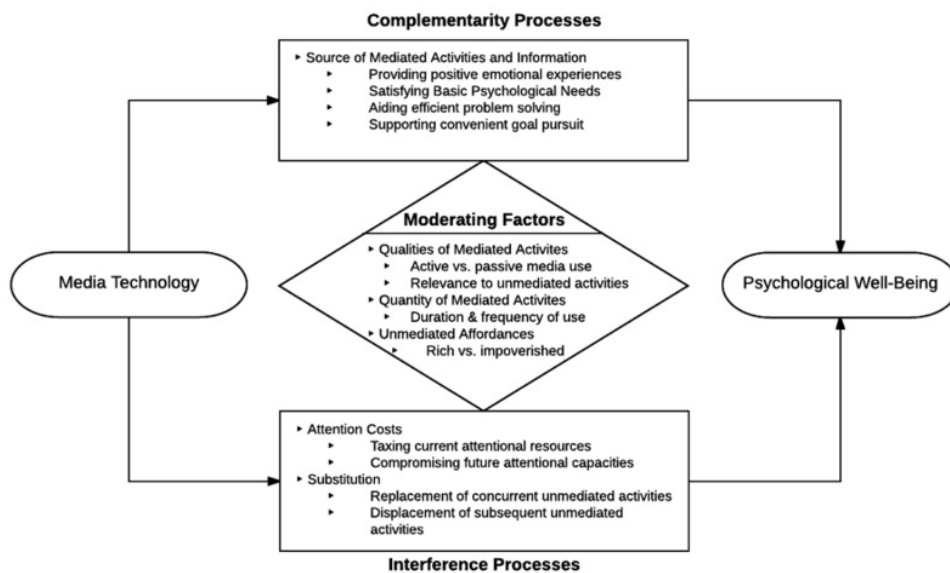 Complementarity Processes
‣ Source of Mediated Activities and Information
‣ Providing positive emotional experiences
‣ Satisfying Basic Psychological Needs
‣ Aiding efficient problem solving
‣ Supporting convenient goal pursuit
Moderating Factors
‣ Qualities of Mediated Activites
‣ Active vs. passive media use
‣ Relevance to unmediated activities
‣ Quantity of Mediated Activites
‣ Duration & frequency of use
‣ Unmediated Affordances
‣ Rich vs. impoverished
Media Technology
Psychological Well-Being
‣ Attention Costs
‣ Taxing current attentional resources
‣ Compromising future attentional capacities
‣ Substitution
‣ Replacement of concurrent unmediated activities
‣ Displacement of subsequent unmediated
activities
Interference Processes